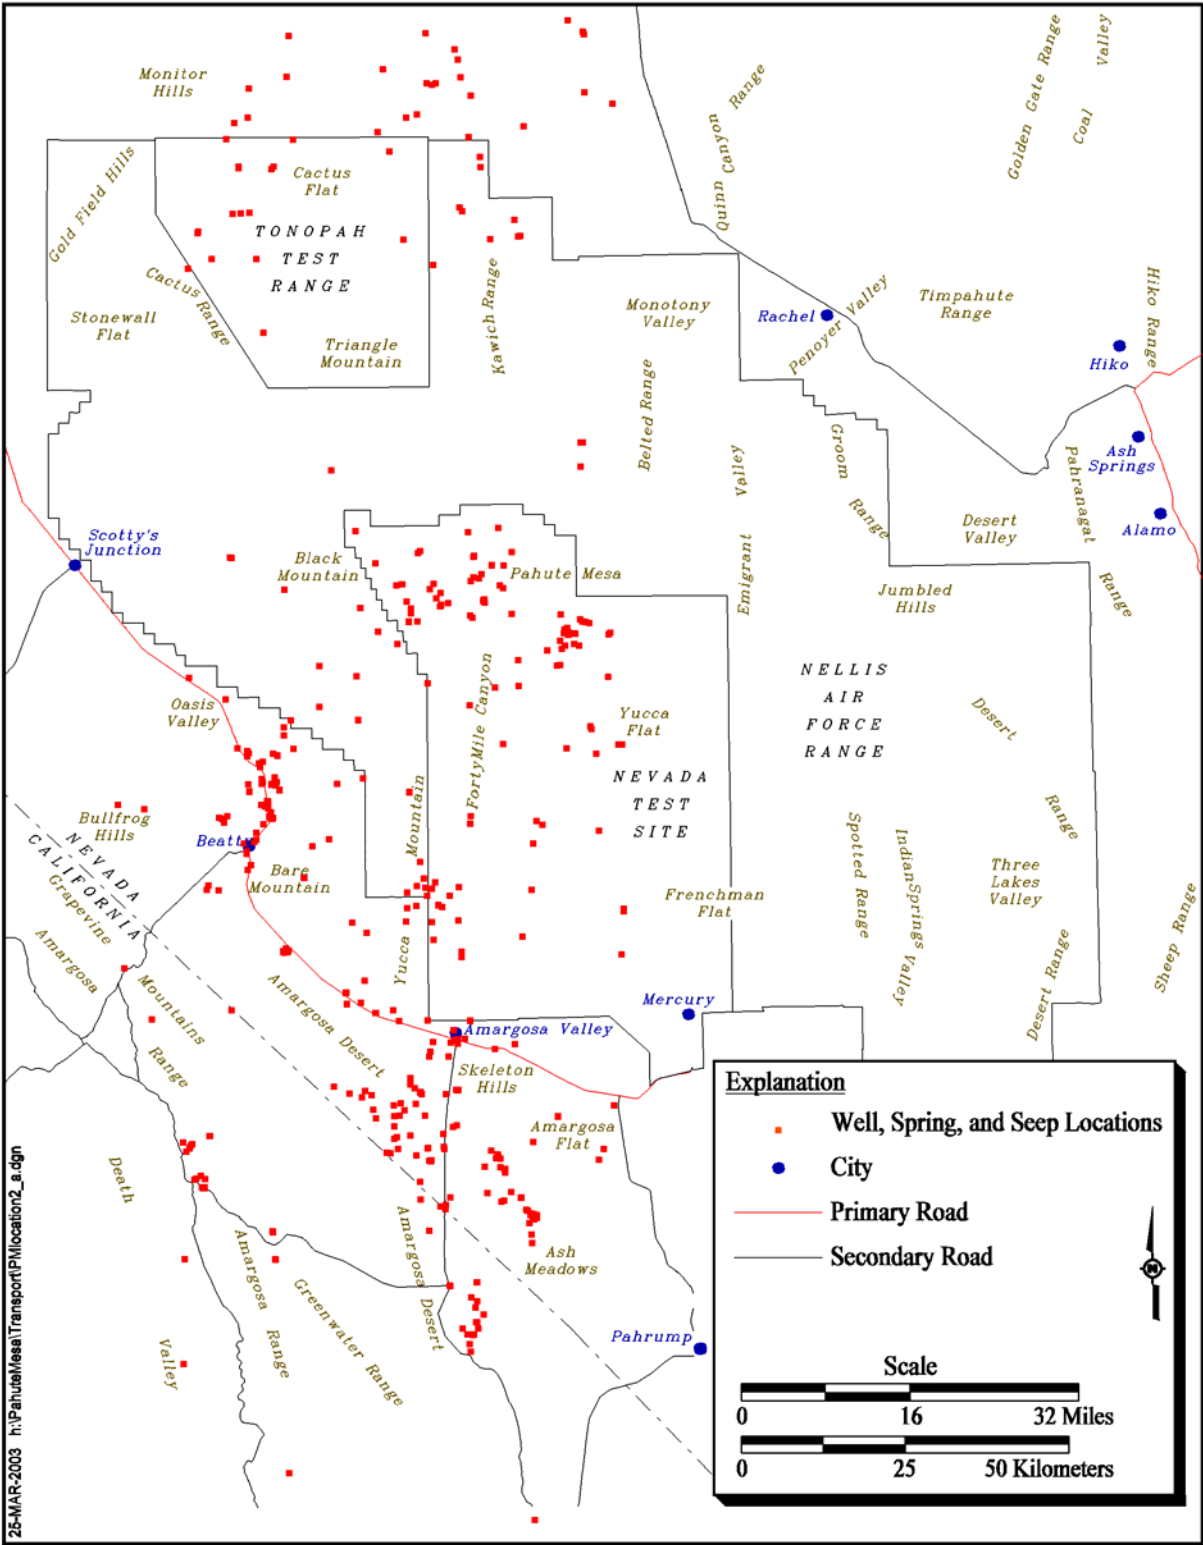 Monitor
Hills
Quinn Canyon Range
Golden Gate Range
Coal Valley
Gold Field Hills
Cactus
Flat
TONOPAH
TEST
RANGE
Cactus Range
Stonewall
Flat
Triangle
Mountain
Kawich Range
Monotony
Valley
Rachel
Penoyer Valley
Timpahute
Range
Hiko Range
Hiko
Belted Range
Emigrant Valley
Groom Range
Ash
Springs
Pahranagat Range
Alamo
Desert
Valley
Scotty's
Junction
Black
Mountain
Pahute Mesa
Jumbled
Hills
NELLIS
AIR
FORCE
RANGE
Oasis
Valley
FortyMile Canyon
Yucca
Flat
Desert Range
NEVADA
TEST
SITE
Bullfrog
Hills
Beatty
NEVADA
CALIFORNIA
Bare
Mountain
Yucca Mountain
Frenchman
Flat
Spotted Range
IndianSprings Valley
Three
Lakes
Valley
Desert Range
Sheep Range
Grapevine Mountains
Amargosa Range
Amargosa Desert
Mercury
Amargosa Valley
Skeleton
Hills
Amargosa
Flat
Death Valley
Amargosa Range
Greenwater Range
Amargosa Desert
Ash
Meadows
Pahrump
Explanation
Well, Spring, and Seep Locations
City
Primary Road
Secondary Road
N
Scale
0 16 32 Miles
0 25 50 Kilometers
25-MAR-2003 h:\PahuteMesa\Transport\PMlocation2_a.dgn